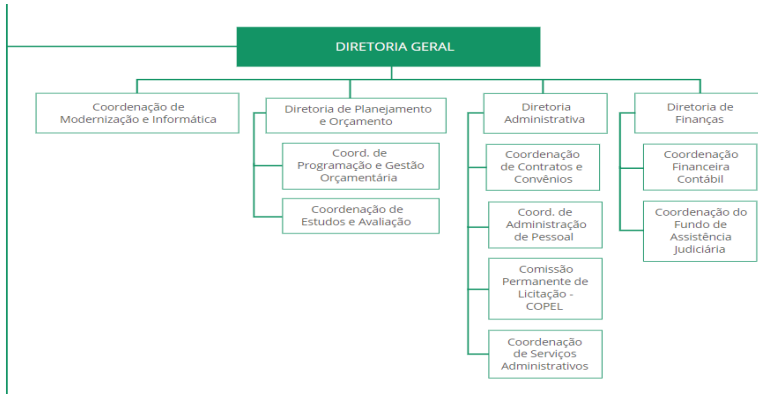 DIRETORIA GERAL
Coordenação de
Modernização e Informática
Diretoria de Planejamento
e Orçamento
Coord. de
Programação e Gestão
Orçamentária
Coordenação de
Estudos e Avaliação
Diretoria
Administrativa
Coordenação
de Contratos e
Convênios
Coord. de
Administração
de Pessoal
Comissão
Permanente de
Licitação -
COPEL
Coordenação
de Serviços
Administrativos
Diretoria de
Finanças
Coordenação
Financeira
Contábil
Coordenação do
Fundo de
Assistência
Judiciária